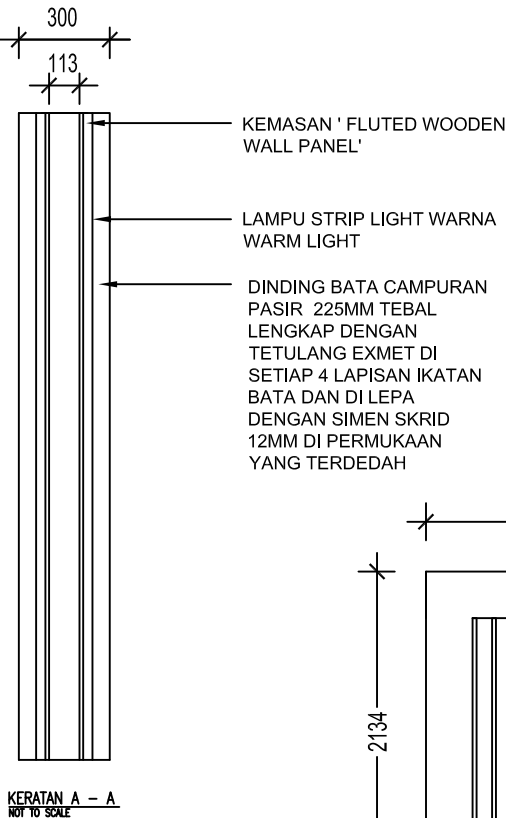 300
113
KEMASAN ' FLUTED WOODEN
WALL PANEL'
LAMPU STRIP LIGHT WARNA
WARM LIGHT
DINDING BATA CAMPURAN
PASIR 225MM TEBAL
LENGKAP DENGAN
TETULANG EXMET DI
SETIAP 4 LAPISAN IKATAN
BATA DAN DI LEPA
DENGAN SIMEN SKRID
12MM DI PERMUKAAN
YANG TERDEDAH
2134
KERATAN A - A
NOT TO SCALE